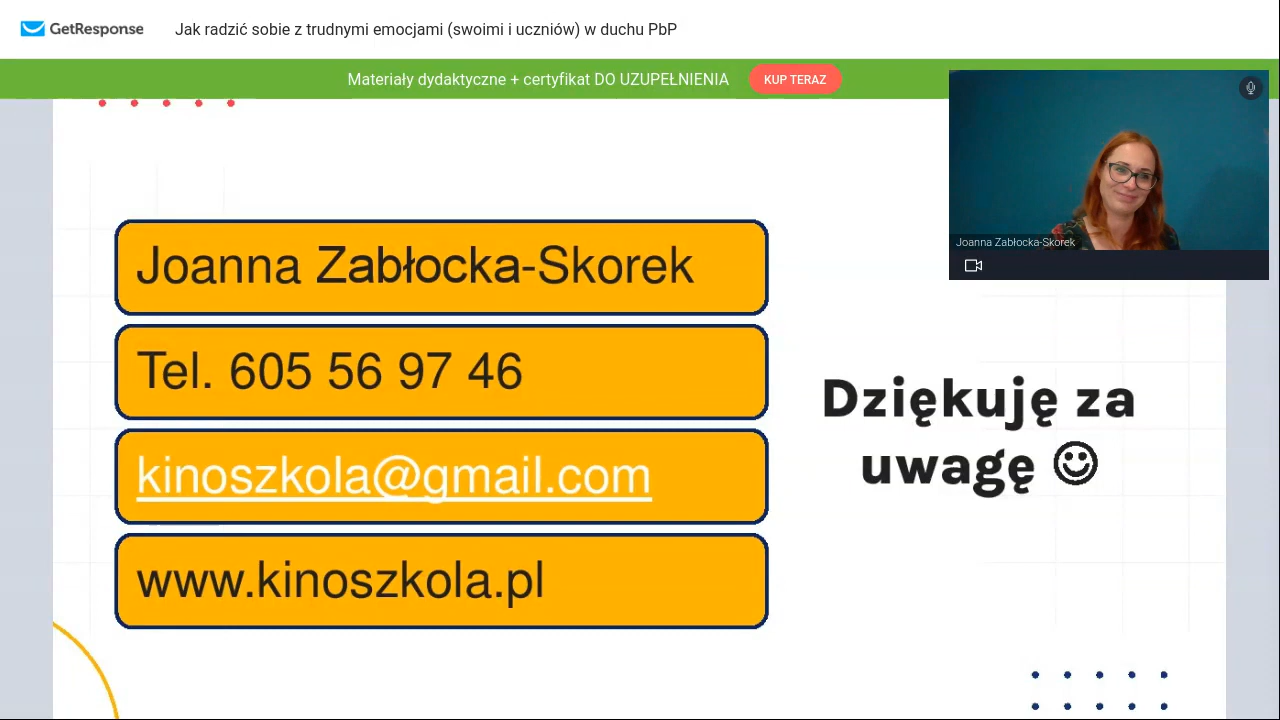 GetResponse
Jak radzić sobie z trudnymi emocjami (swoimi i uczniów) w duchu PbP
Materiały dydaktyczne + certyfikat DO UZUPEŁNIENIA
KUP TERAZ
Joanna Zabłocka-Skorek
Joanna Zabłocka-Skorek
Tel. 605 56 97 46
kinoszkola@gmail.com
www.kinoszkola.pl
Dziękuję za
uwagę ☺